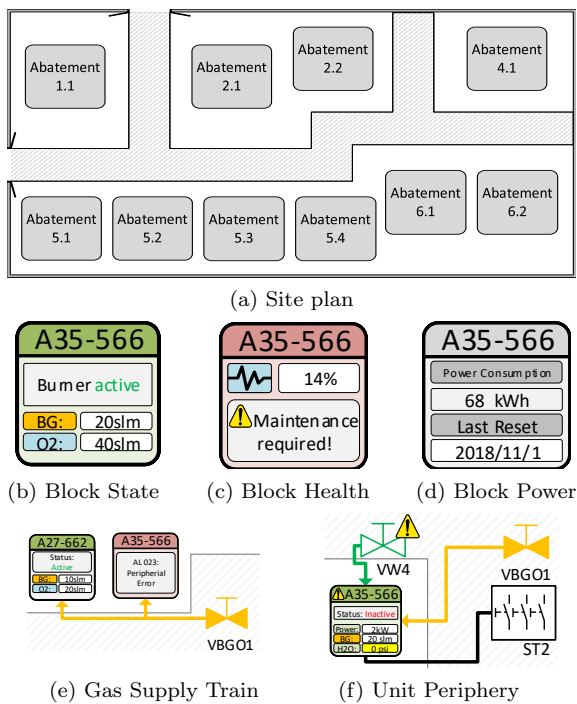 Abatement
1.1
Abatement
2.1
Abatement
2.2
Abatement
4.1
Abatement
5.1
Abatement
5.2
Abatement
5.3
Abatement
5.4
Abatement
6.1
Abatement
6.2
(a) Site plan
A35-566
Burner active
BG: 20slm
O2: 40slm
(b) Block State
A35-566
14%
Maintenance
required!
(c) Block Health
A35-566
Power Consumption
68 kWh
Last Reset
2018/11/1
(d) Block Power
A27-662
Status:
Active
BG: 10slm
O2: 20slm
A35-566
AL023:
Peripherial
Error
VBGO1
(e) Gas Supply Train
VW4
VBGO1
A35-566
Status: Inactive
Power: 2kW
BG: 20 slm
H2O: 0 psi
ST2
(f) Unit Periphery